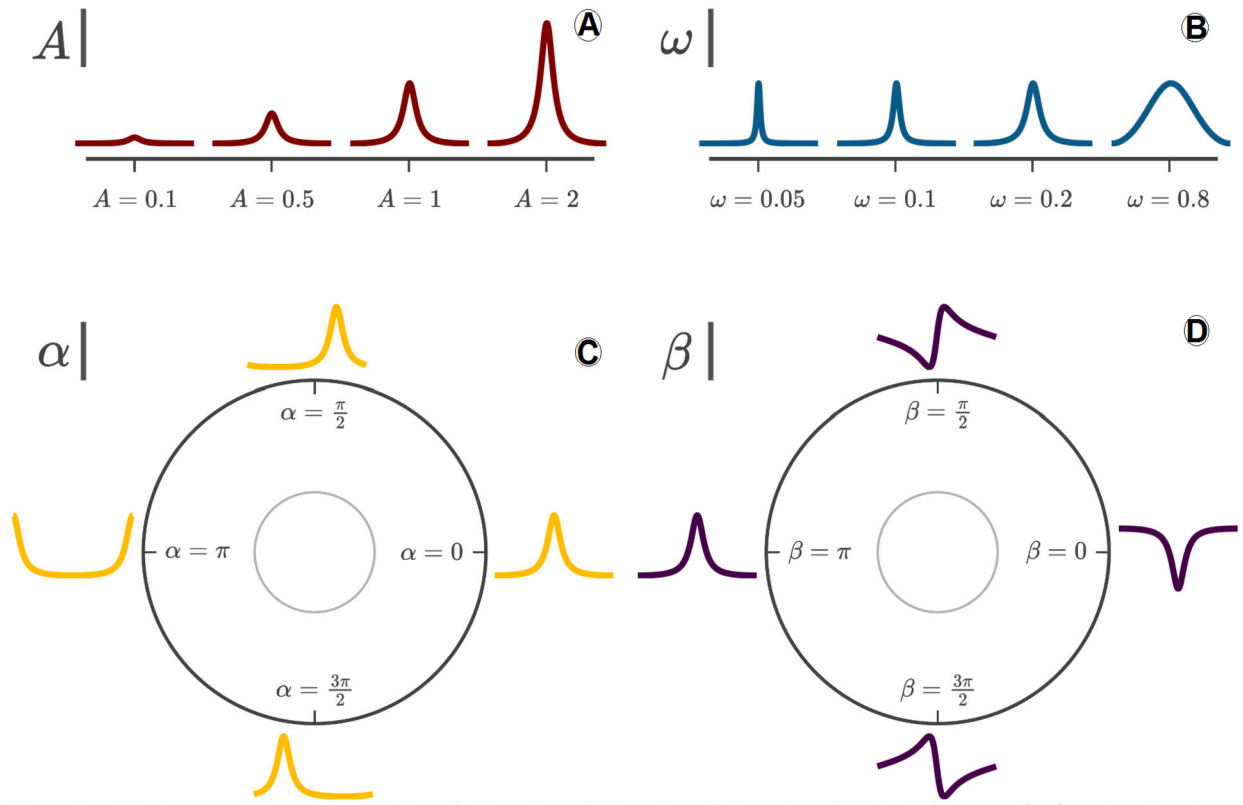 A
A
A = 0.1
A = 0.5
A = 1
A = 2
ω
B
ω = 0.05
ω = 0.1
ω = 0.2
ω = 0.8
α
C
α = π/2
α = π
α = 0
α = 3π/2
β
D
β = π/2
β = π
β = 0
β = 3π/2